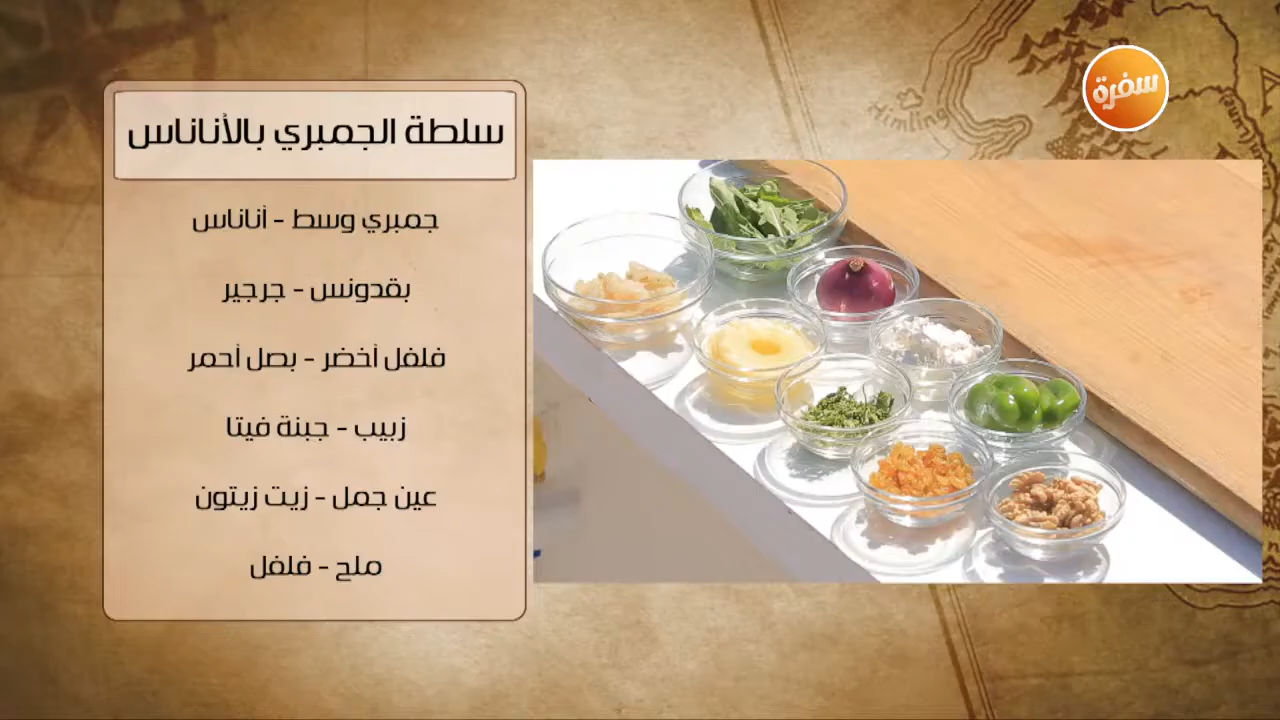 سفرة
سلطة الجمبري بالأناناس
جمبري وسط - أناناس
بقدونس - جرجير
فلفل أخضر - بصل أحمر
زبيب - جبنة فيتا
عين جمل - زيت زيتون
ملح - فلفل
Himling